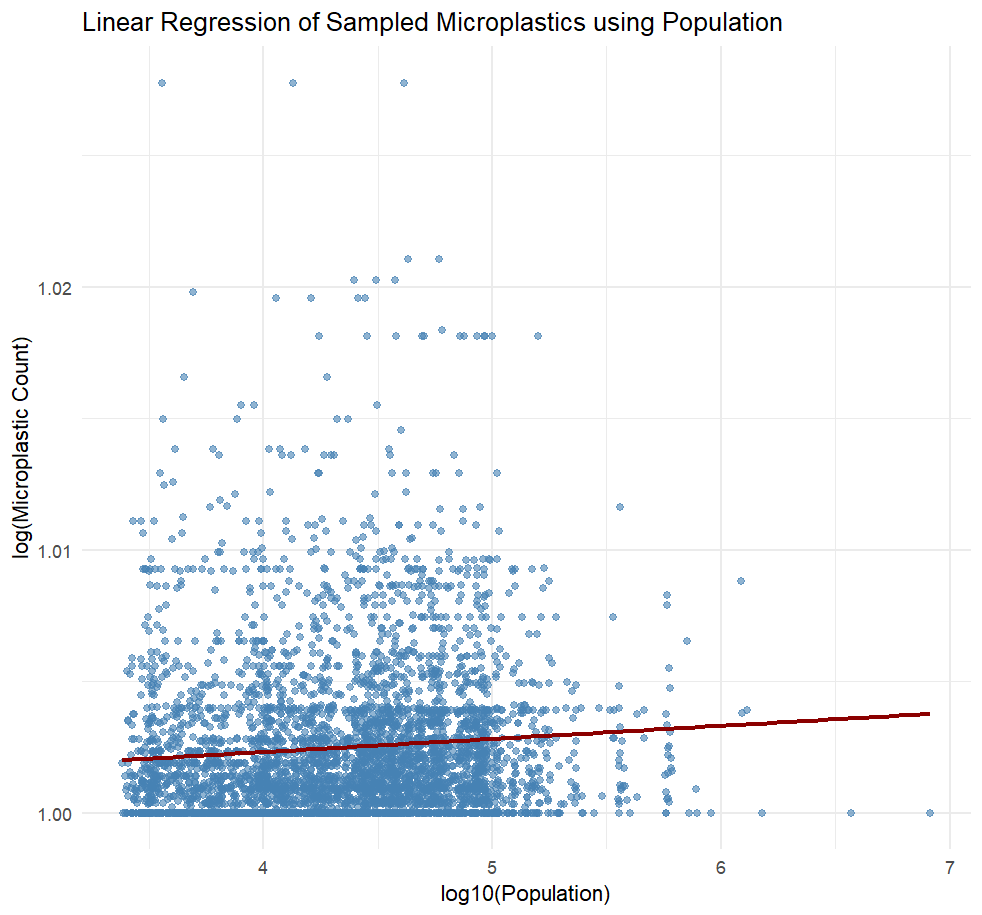 Linear Regression of Sampled Microplastics using Population
log(Microplastic Count)
1.02
1.01
1.00
4 5 6 7
log10(Population)